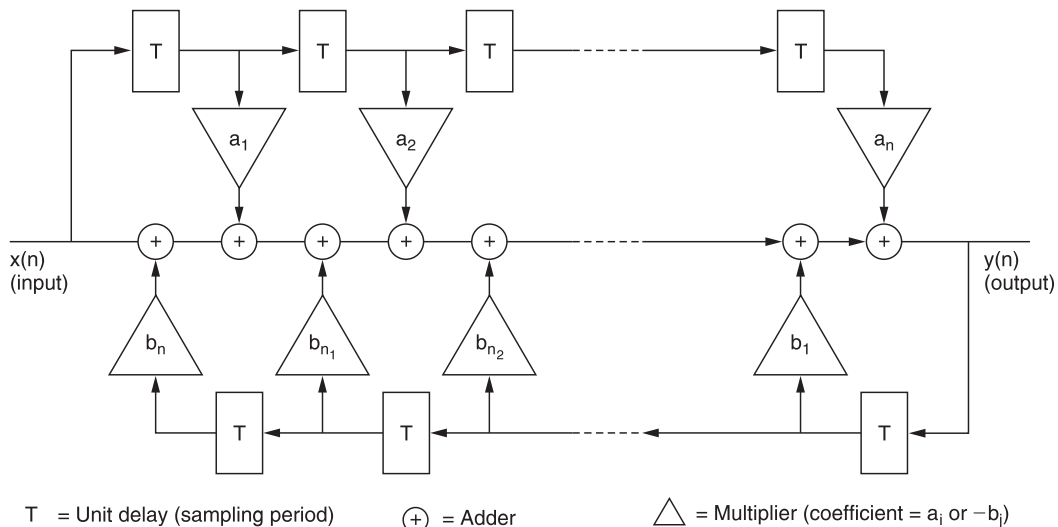 T T T T
a₁ a₂ aₙ
+ + + + + + +
x(n)
(input)
y(n)
(output)
bₙ bₙ₁ bₙ₂ b₁
T T T
T = Unit delay (sampling period)
+ = Adder
= Multiplier (coefficient = aᵢ or −bᵢ)